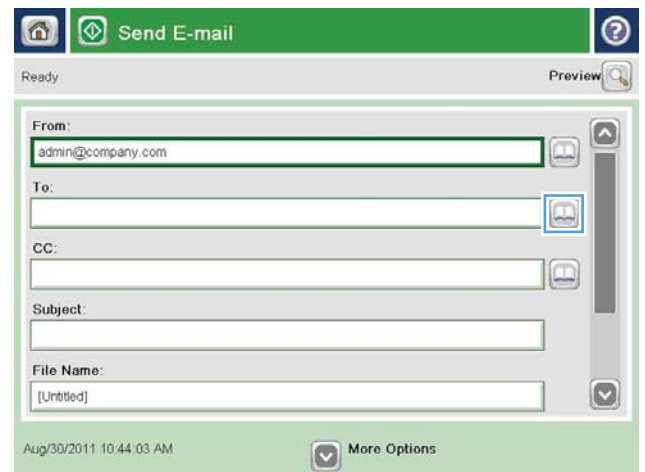 Send E-mail
?
Ready Preview
From:
admin@company.com
To:
CC:
Subject:
File Name:
[Untitled]
Aug/30/2011 10:44:03 AM More Options